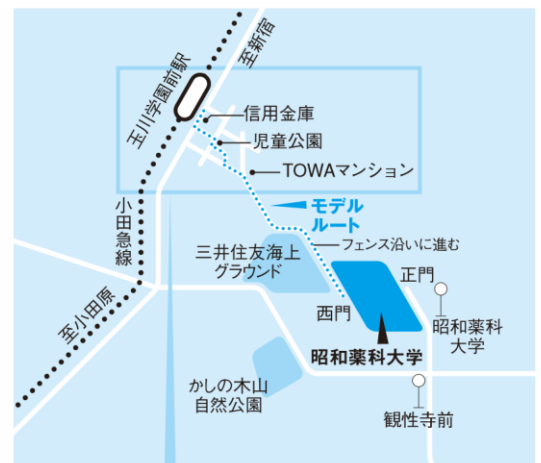 至新宿
玉川学園前駅
信用金庫
児童公園
TOWAマンション
モデル
ルート
小田急線
フェンス沿いに進む
三井住友海上
グラウンド
正門
西門
至小田原
昭和薬科
大学
昭和薬科大学
かしの木山
自然公園
観性寺前